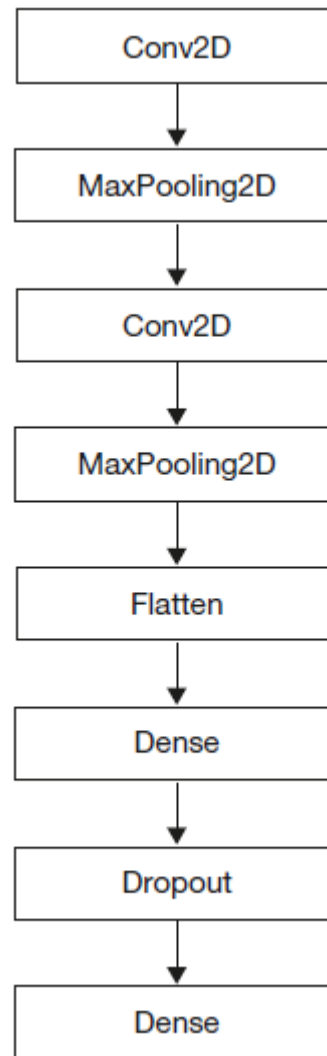 Conv2D
MaxPooling2D
Conv2D
MaxPooling2D
Flatten
Dense
Dropout
Dense